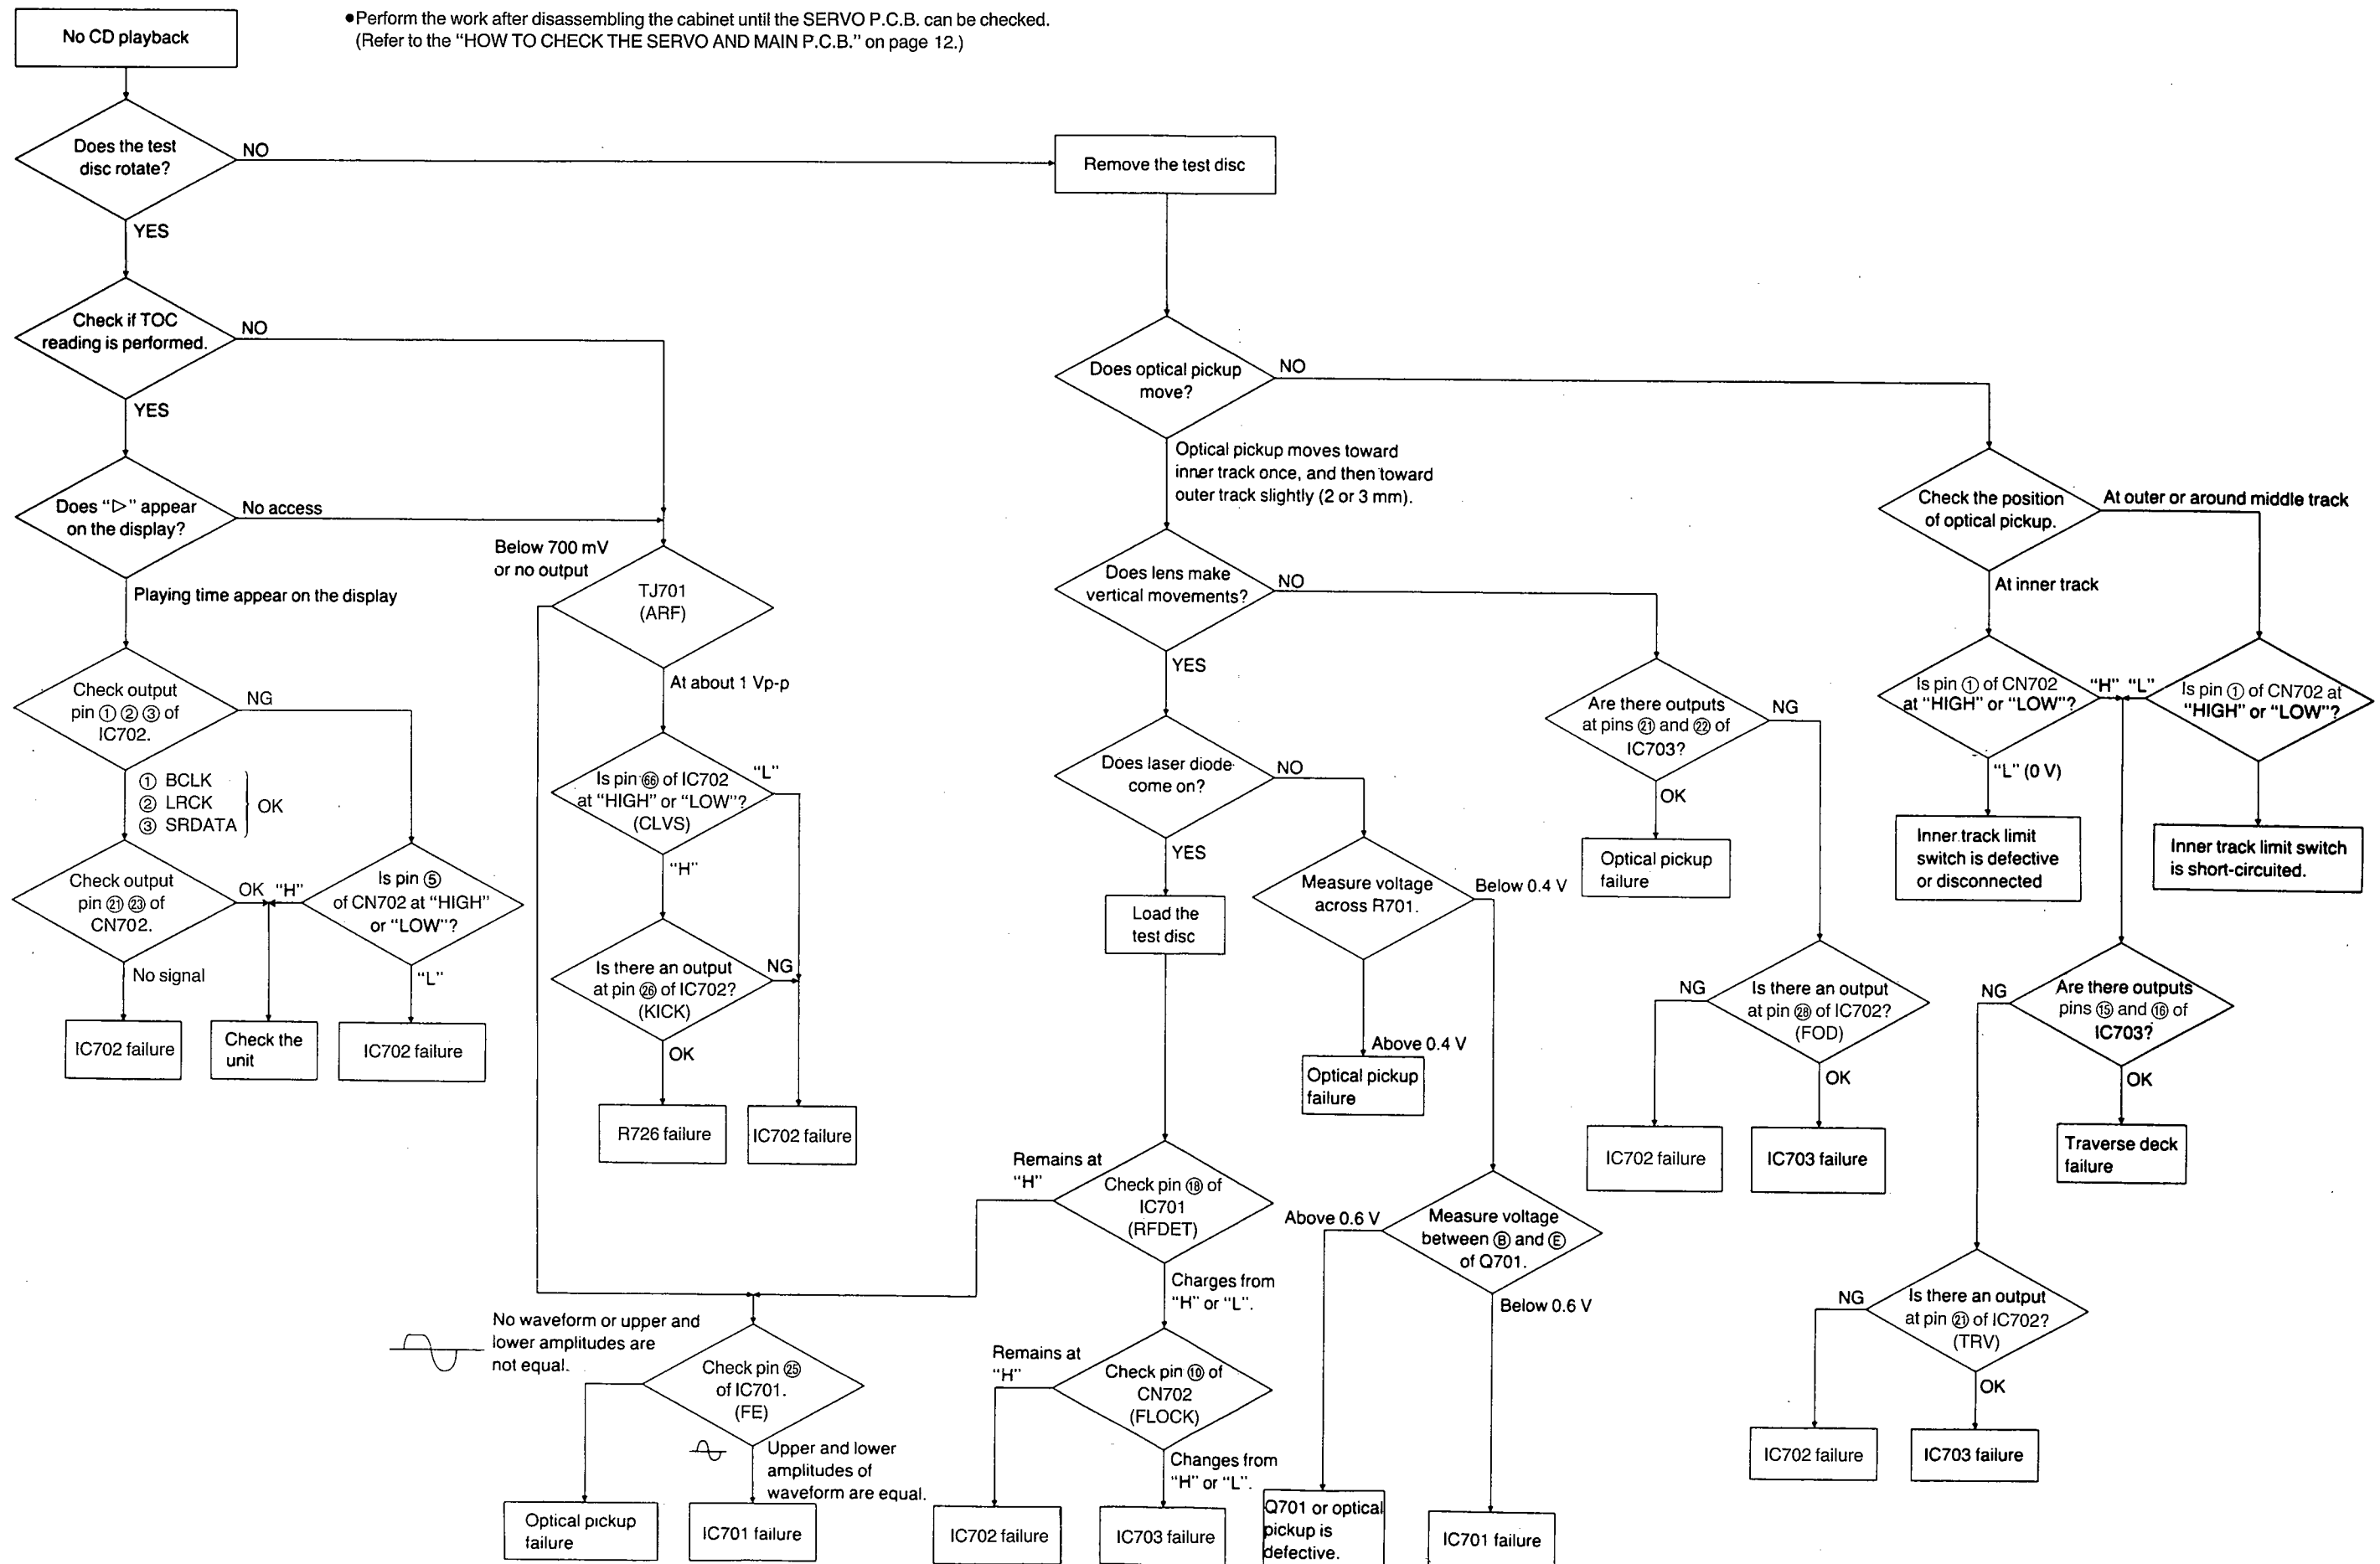 No CD playback
●Perform the work after disassembling the cabinet until the SERVO P.C.B. can be checked.
(Refer to the “HOW TO CHECK THE SERVO AND MAIN P.C.B.” on page 12.)
Does the test
disc rotate?
NO
YES
Remove the test disc
Check if TOC
reading is performed.
NO
YES
Does “▷” appear
on the display?
No access
Playing time appear on the display
Check output
pin ① ② ③ of
IC702.
NG
① BCLK
② LRCK
③ SRDATA
OK
Check output
pin ㉑ ㉓ of
CN702.
OK
No signal
IC702 failure
“H”
Is pin ⑤
of CN702 at “HIGH”
or “LOW”?
“L”
Check the
unit
IC702 failure
Below 700 mV
or no output
TJ701
(ARF)
At about 1 Vp-p
Is pin 66 of IC702
at “HIGH” or “LOW”?
(CLVS)
“L”
“H”
Is there an output
at pin ㉖ of IC702?
(KICK)
NG
OK
R726 failure
IC702 failure
Does optical pickup
move?
NO
Optical pickup moves toward
inner track once, and then toward
outer track slightly (2 or 3 mm).
Does lens make
vertical movements?
NO
YES
Does laser diode
come on?
NO
YES
Load the
test disc
Measure voltage
across R701.
Below 0.4 V
Above 0.4 V
Optical pickup
failure
Remains at
“H”
Check pin ⑱ of
IC701
(RFDET)
Charges from
“H” or “L”.
Remains at
“H”
Check pin ⑩ of
CN702
(FLOCK)
Changes from
“H” or “L”.
IC702 failure
IC703 failure
No waveform or upper and
lower amplitudes are
not equal.
Check pin ㉕
of IC701.
(FE)
Upper and lower
amplitudes of
waveform are equal.
Optical pickup
failure
IC701 failure
Above 0.6 V
Measure voltage
between Ⓑ and Ⓔ
of Q701.
Below 0.6 V
Q701 or optical
pickup is
defective.
IC701 failure
Are there outputs
at pins ㉑ and ㉒ of
IC703?
NG
OK
Optical pickup
failure
NG
Is there an output
at pin ㉘ of IC702?
(FOD)
OK
IC702 failure
IC703 failure
Check the position
of optical pickup.
At outer or around middle track
At inner track
Is pin ① of CN702
at “HIGH” or “LOW”?
“H”
“L”
Is pin ① of CN702 at
“HIGH” or “LOW”?
“L” (0 V)
Inner track limit
switch is defective
or disconnected
Inner track limit switch
is short-circuited.
NG
Are there outputs
pins ⑮ and ⑯ of
IC703?
OK
Traverse deck
failure
NG
Is there an output
at pin ㉑ of IC702?
(TRV)
OK
IC702 failure
IC703 failure